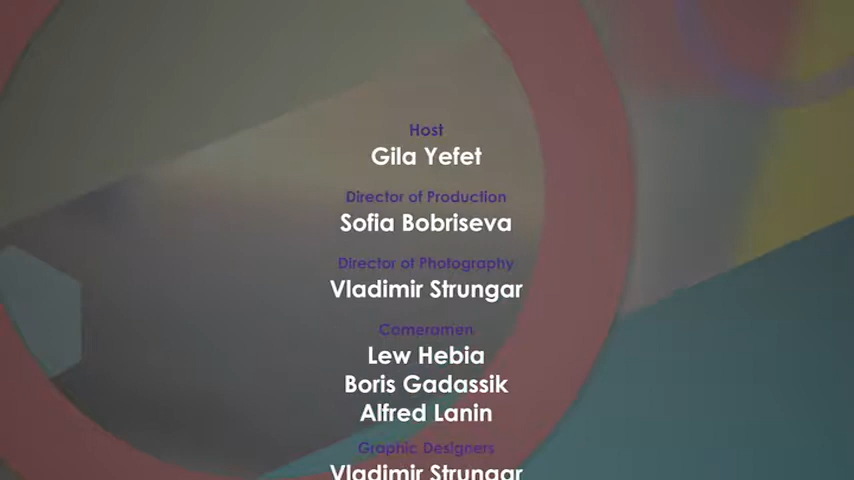 Host
Gila Yefet
Director of Production
Sofia Bobriseva
Director of Photography
Vladimir Strungar
Cameramen
Lew Hebia
Boris Gadassik
Alfred Lanin
Graphic Designers
Vladimir Strungar